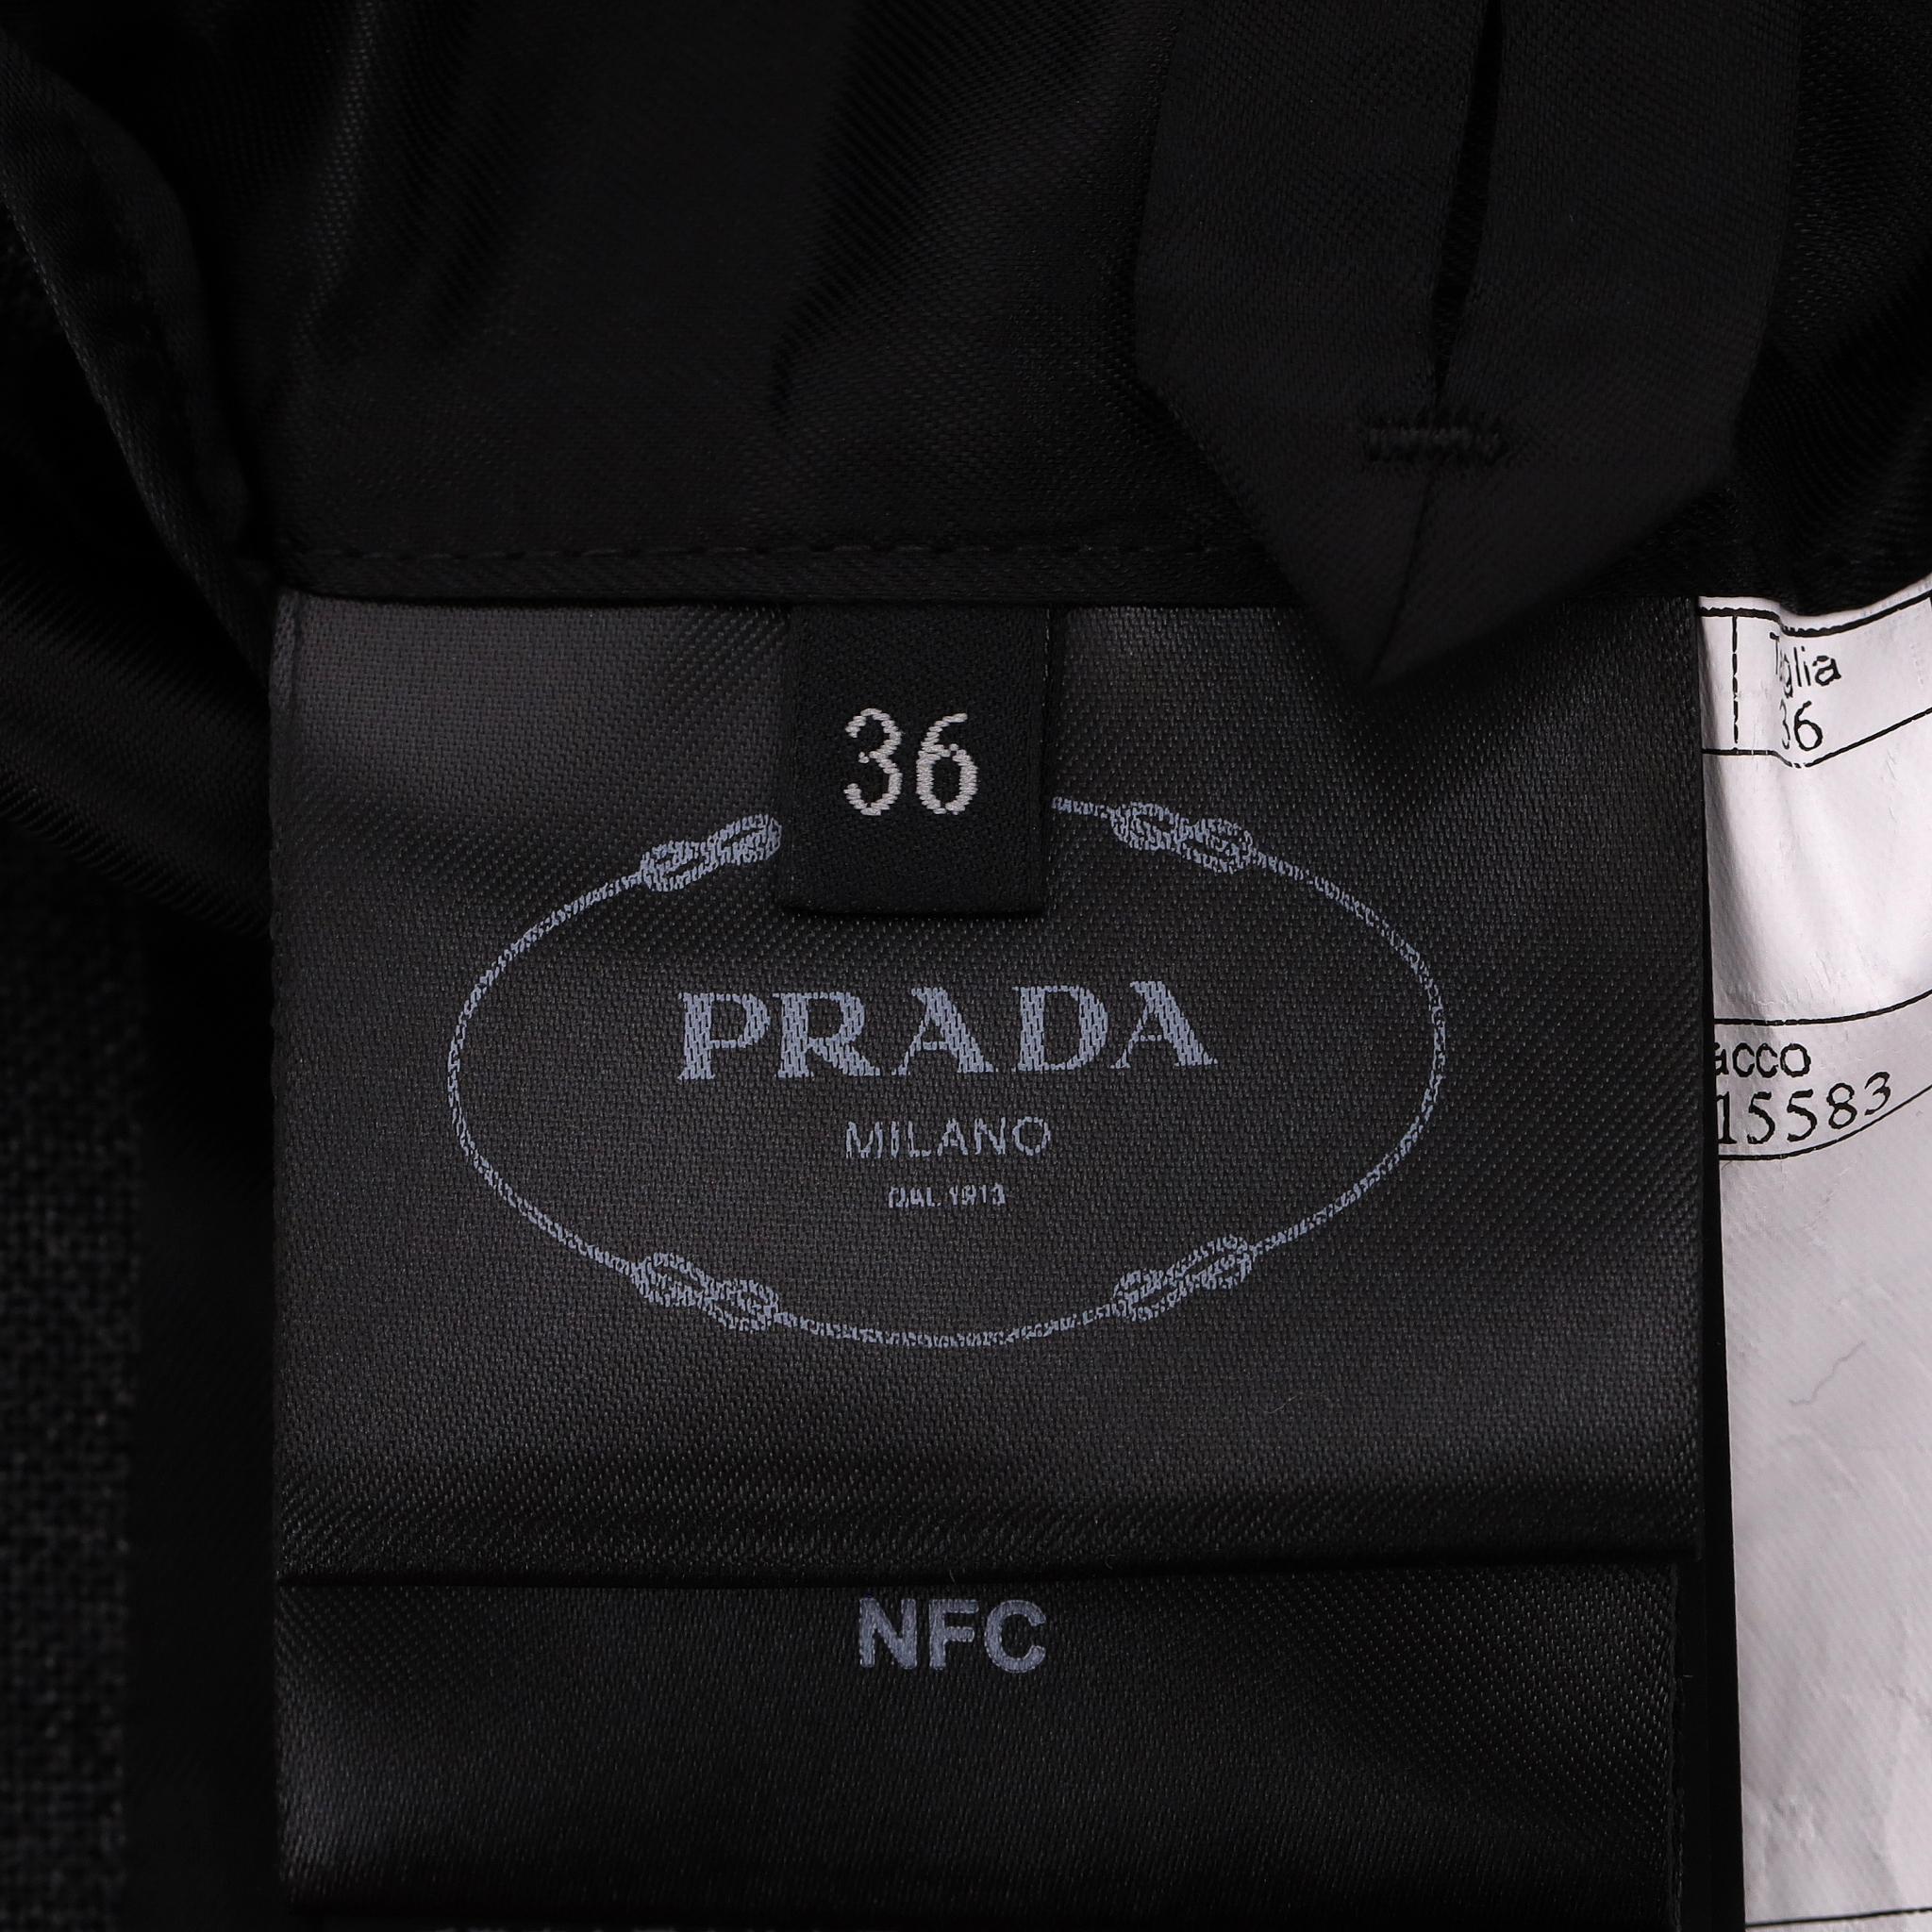 36
PRADA
MILANO
DAL 1913
NFC
Taglia
36
acco
15583